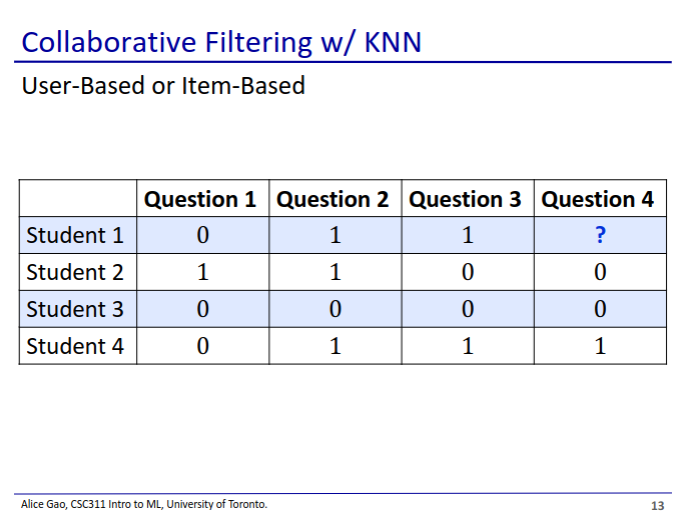 Collaborative Filtering w/ KNN
User-Based or Item-Based
Question 1 Question 2 Question 3 Question 4
Student 1 0 1 1 ?
Student 2 1 1 0 0
Student 3 0 0 0 0
Student 4 0 1 1 1
Alice Gao, CSC311 Intro to ML, University of Toronto. 13